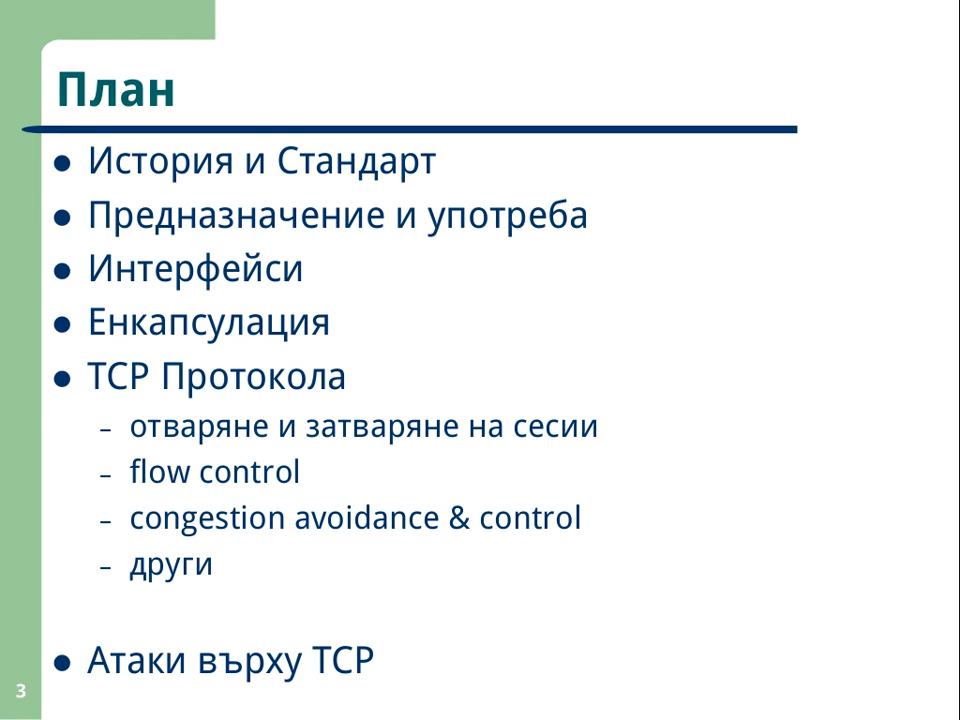 План
История и Стандарт
Предназначение и употреба
Интерфейси
Енкапсулация
TCP Протокола
отваряне и затваряне на сесии
flow control
congestion avoidance & control
други
Атаки върху TCP
3